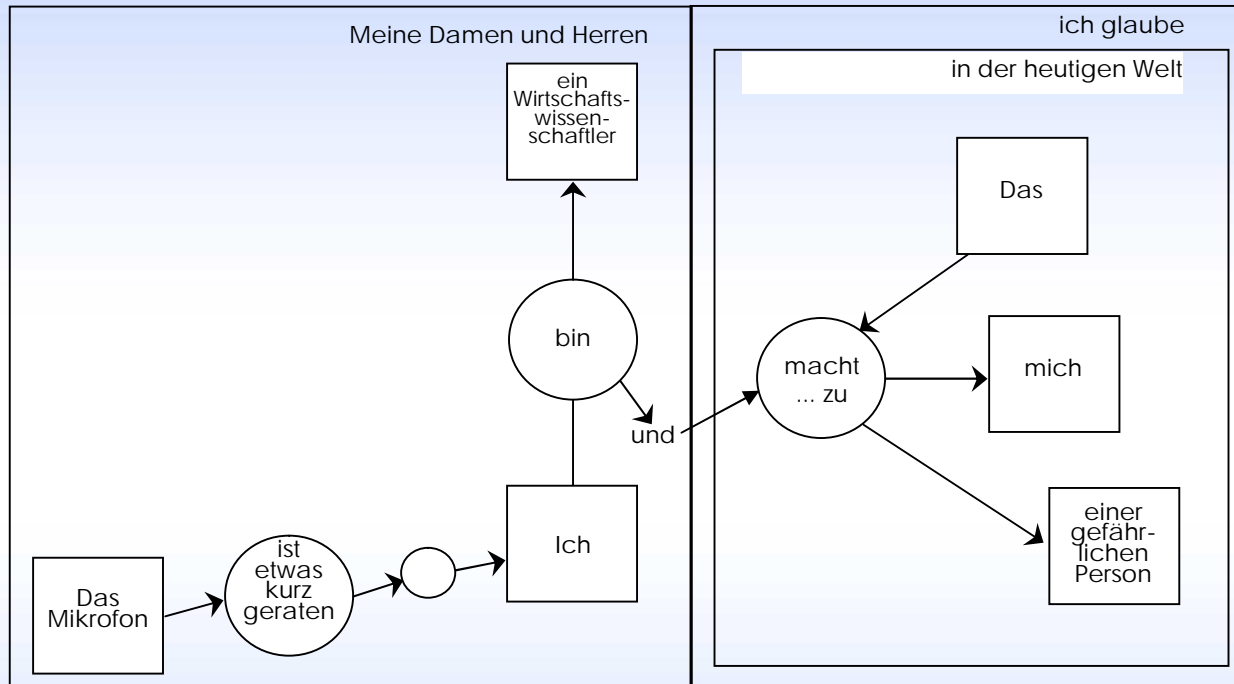 Meine Damen und Herren
ein
Wirtschafts-
wissen-
schaftler
bin
und
Ich
ist
etwas
kurz
geraten
Das
Mikrofon
ich glaube
in der heutigen Welt
Das
macht
... zu
mich
einer
gefähr-
lichen
Person